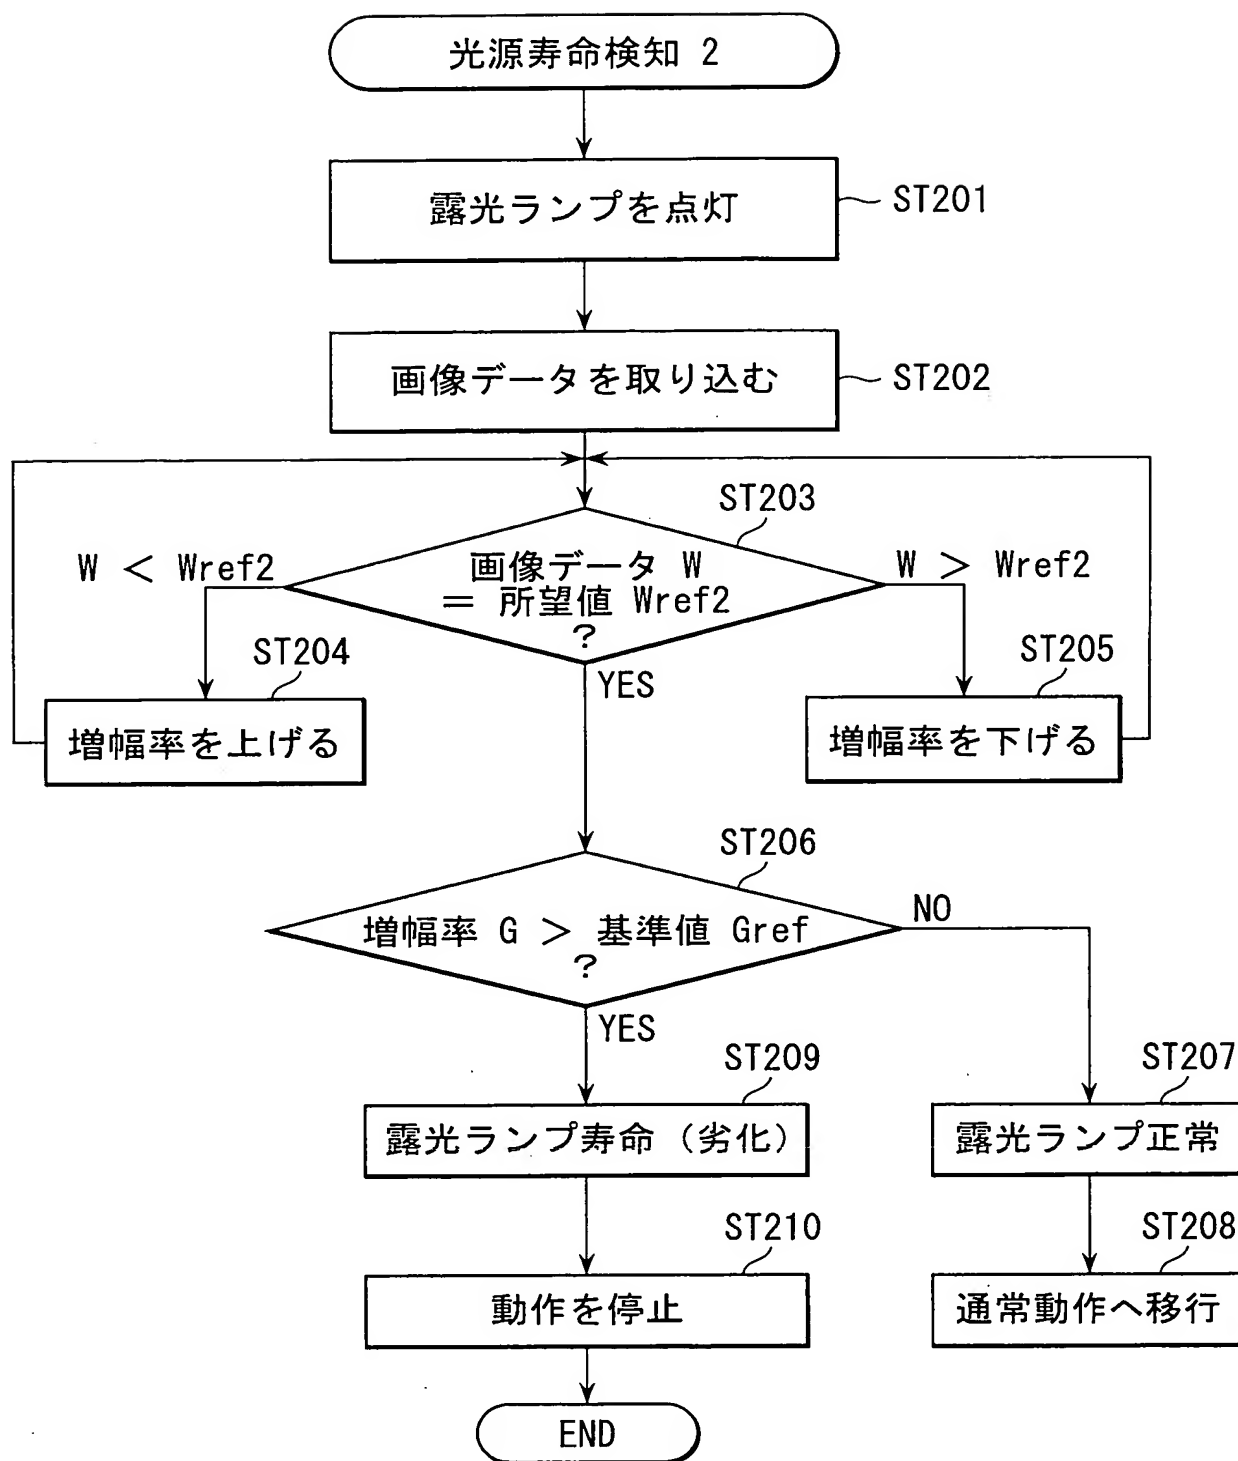 光源寿命検知 2
露光ランプを点灯
ST201
画像データを取り込む
ST202
ST203
W < Wref2
画像データ W
= 所望値 Wref2
?
W > Wref2
YES
ST204
増幅率を上げる
ST205
増幅率を下げる
ST206
増幅率 G > 基準値 Gref
?
NO
YES
ST209
露光ランプ寿命(劣化)
ST207
露光ランプ正常
ST210
動作を停止
ST208
通常動作へ移行
END